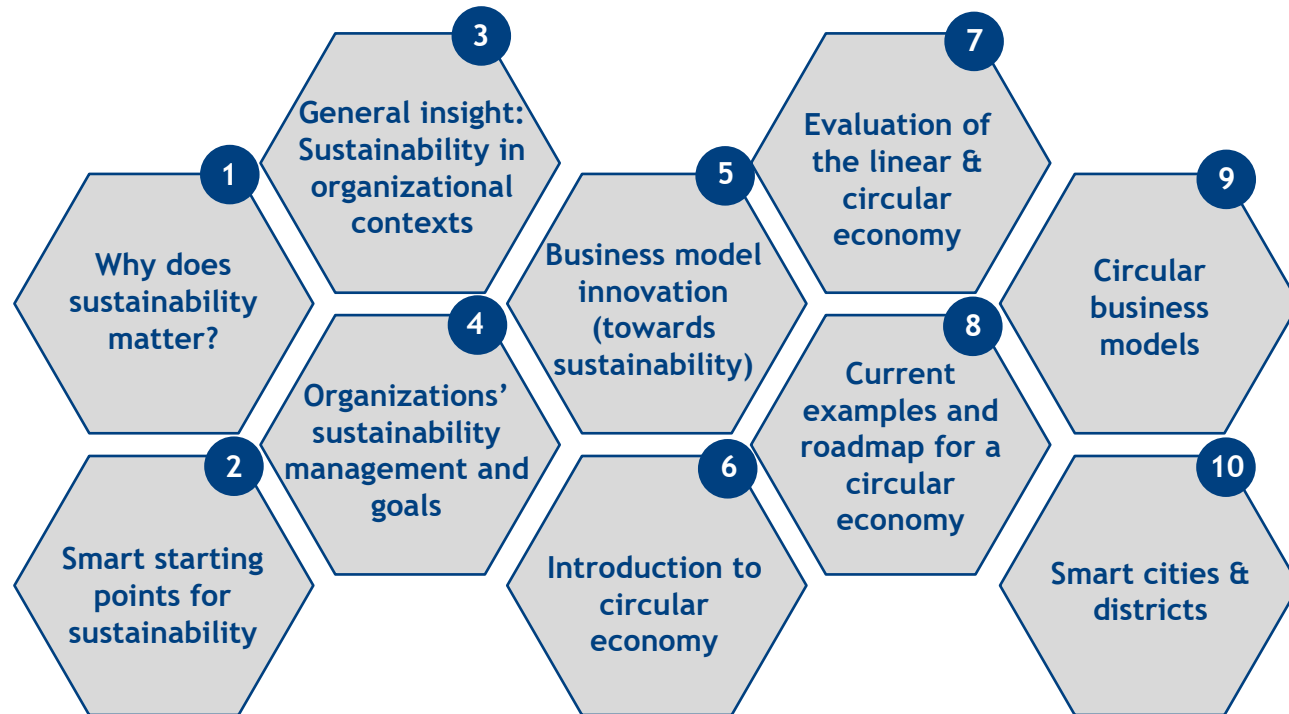 1
Why does
sustainability
matter?
2
Smart starting
points for
sustainability
3
General insight:
Sustainability in
organizational
contexts
4
Organizations’
sustainability
management and
goals
5
Business model
innovation
(towards
sustainability)
6
Introduction to
circular
economy
7
Evaluation of
the linear &
circular
economy
8
Current
examples and
roadmap for a
circular
economy
9
Circular
business
models
10
Smart cities &
districts